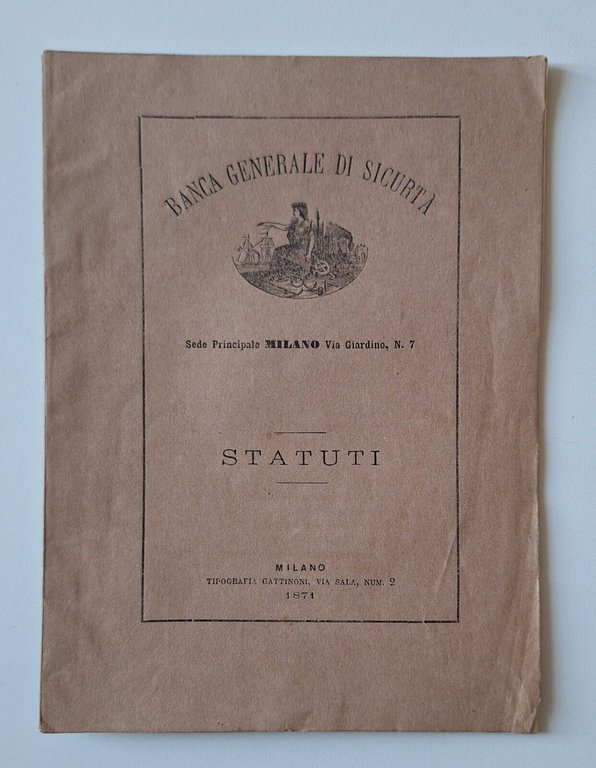 BANCA GENERALE DI SICURTÀ
Sede Principale MILANO Via Giardino, N. 7
STATUTI
MILANO
TIPOGRAFIA GATTINONI, VIA SALA, NUM. 2
1871